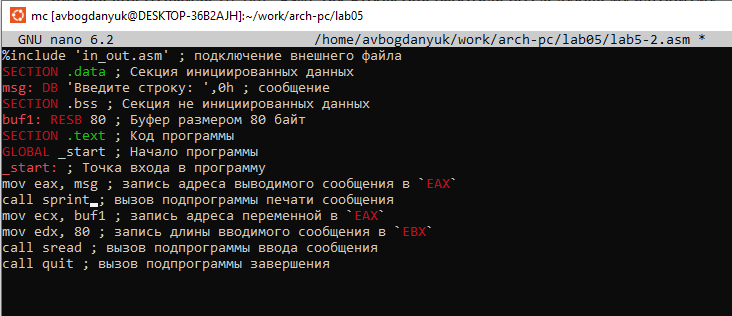 mc [avbogdanyuk@DESKTOP-36B2AJH]:~/work/arch-pc/lab05
GNU nano 6.2 /home/avbogdanyuk/work/arch-pc/lab05/lab5-2.asm *
%include 'in_out.asm' ; подключение внешнего файла
SECTION .data ; Секция инициированных данных
msg: DB 'Введите строку: ',0h ; сообщение
SECTION .bss ; Секция не инициированных данных
buf1: RESB 80 ; Буфер размером 80 байт
SECTION .text ; Код программы
GLOBAL _start ; Начало программы
_start: ; Точка входа в программу
mov eax, msg ; запись адреса выводимого сообщения в `EAX`
call sprint ; вызов подпрограммы печати сообщения
mov ecx, buf1 ; запись адреса переменной в `EAX`
mov edx, 80 ; запись длины вводимого сообщения в `EBX`
call sread ; вызов подпрограммы ввода сообщения
call quit ; вызов подпрограммы завершения